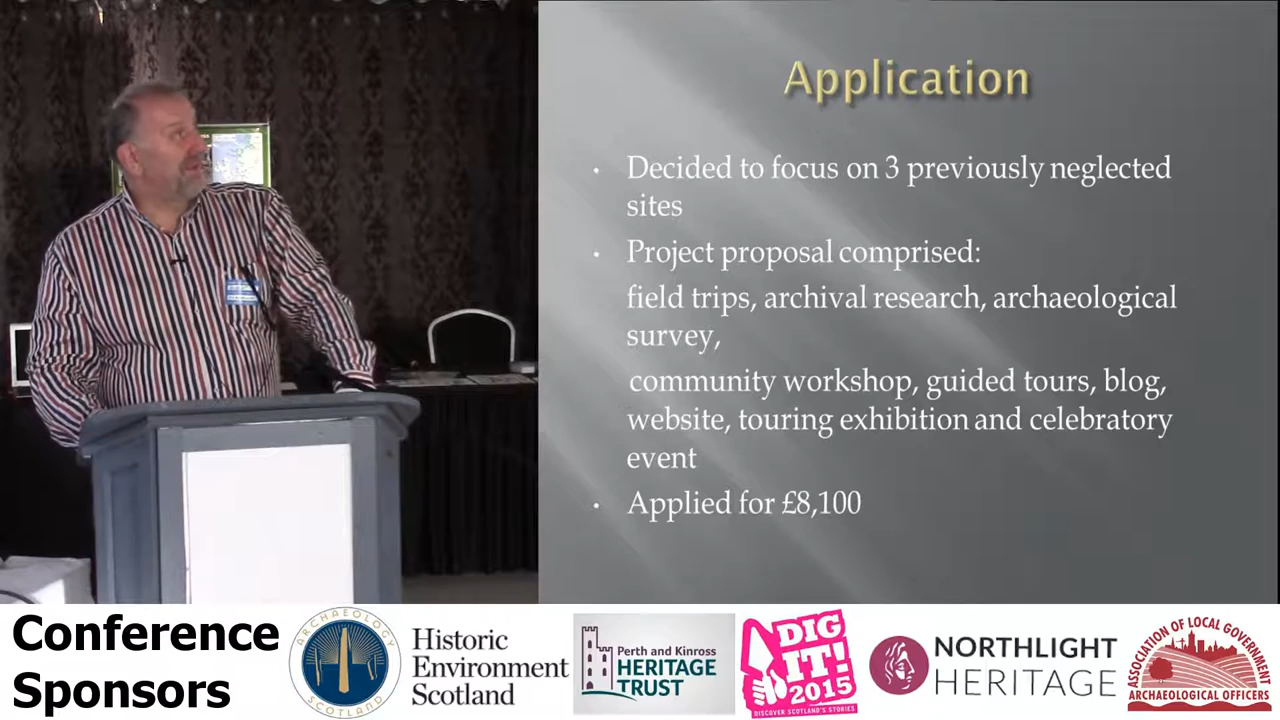 Application
• Decided to focus on 3 previously neglected
sites
• Project proposal comprised:
field trips, archival research, archaeological
survey,
community workshop, guided tours, blog,
website, touring exhibition and celebratory
event
• Applied for £8,100
Conference
Sponsors
ARCHAEOLOGY
SCOTLAND
Historic
Environment
Scotland
Perth and Kinross
HERITAGE
TRUST
DIG
IT!
2015
DISCOVER SCOTLAND'S STORIES
NORTHLIGHT
HERITAGE
ASSOCIATION OF LOCAL GOVERNMENT
ARCHAEOLOGICAL OFFICERS